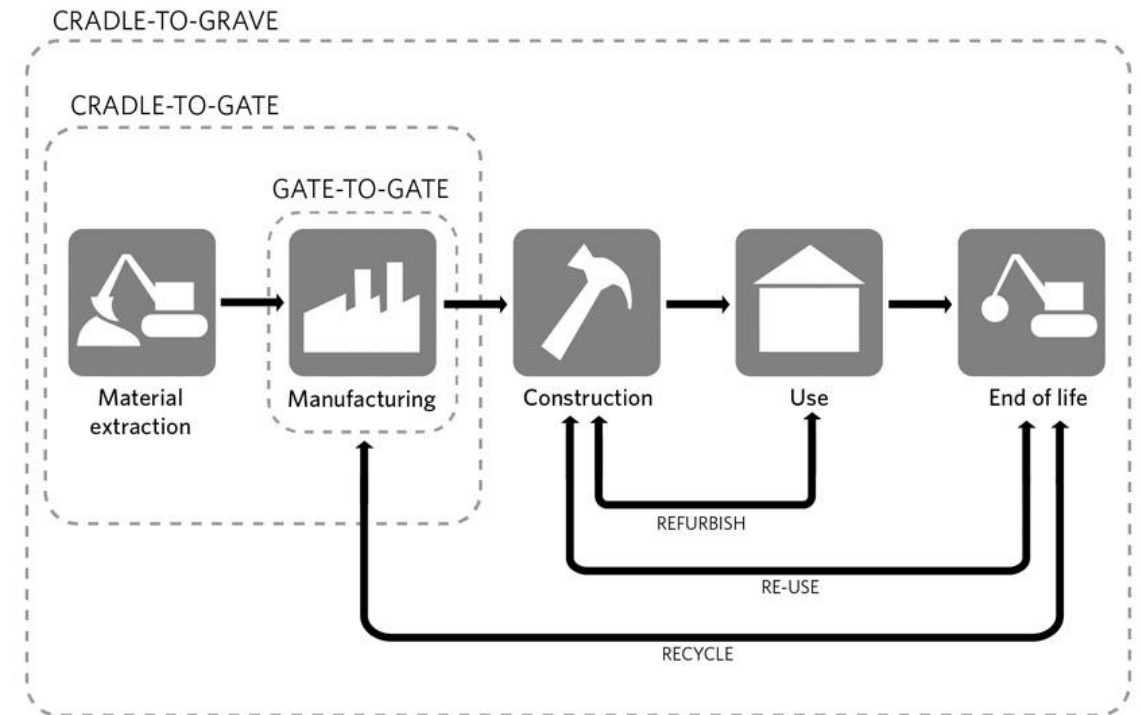 CRADLE-TO-GRAVE
CRADLE-TO-GATE
GATE-TO-GATE
Material
extraction
Manufacturing
Construction
Use
End of life
REFURBISH
RE-USE
RECYCLE